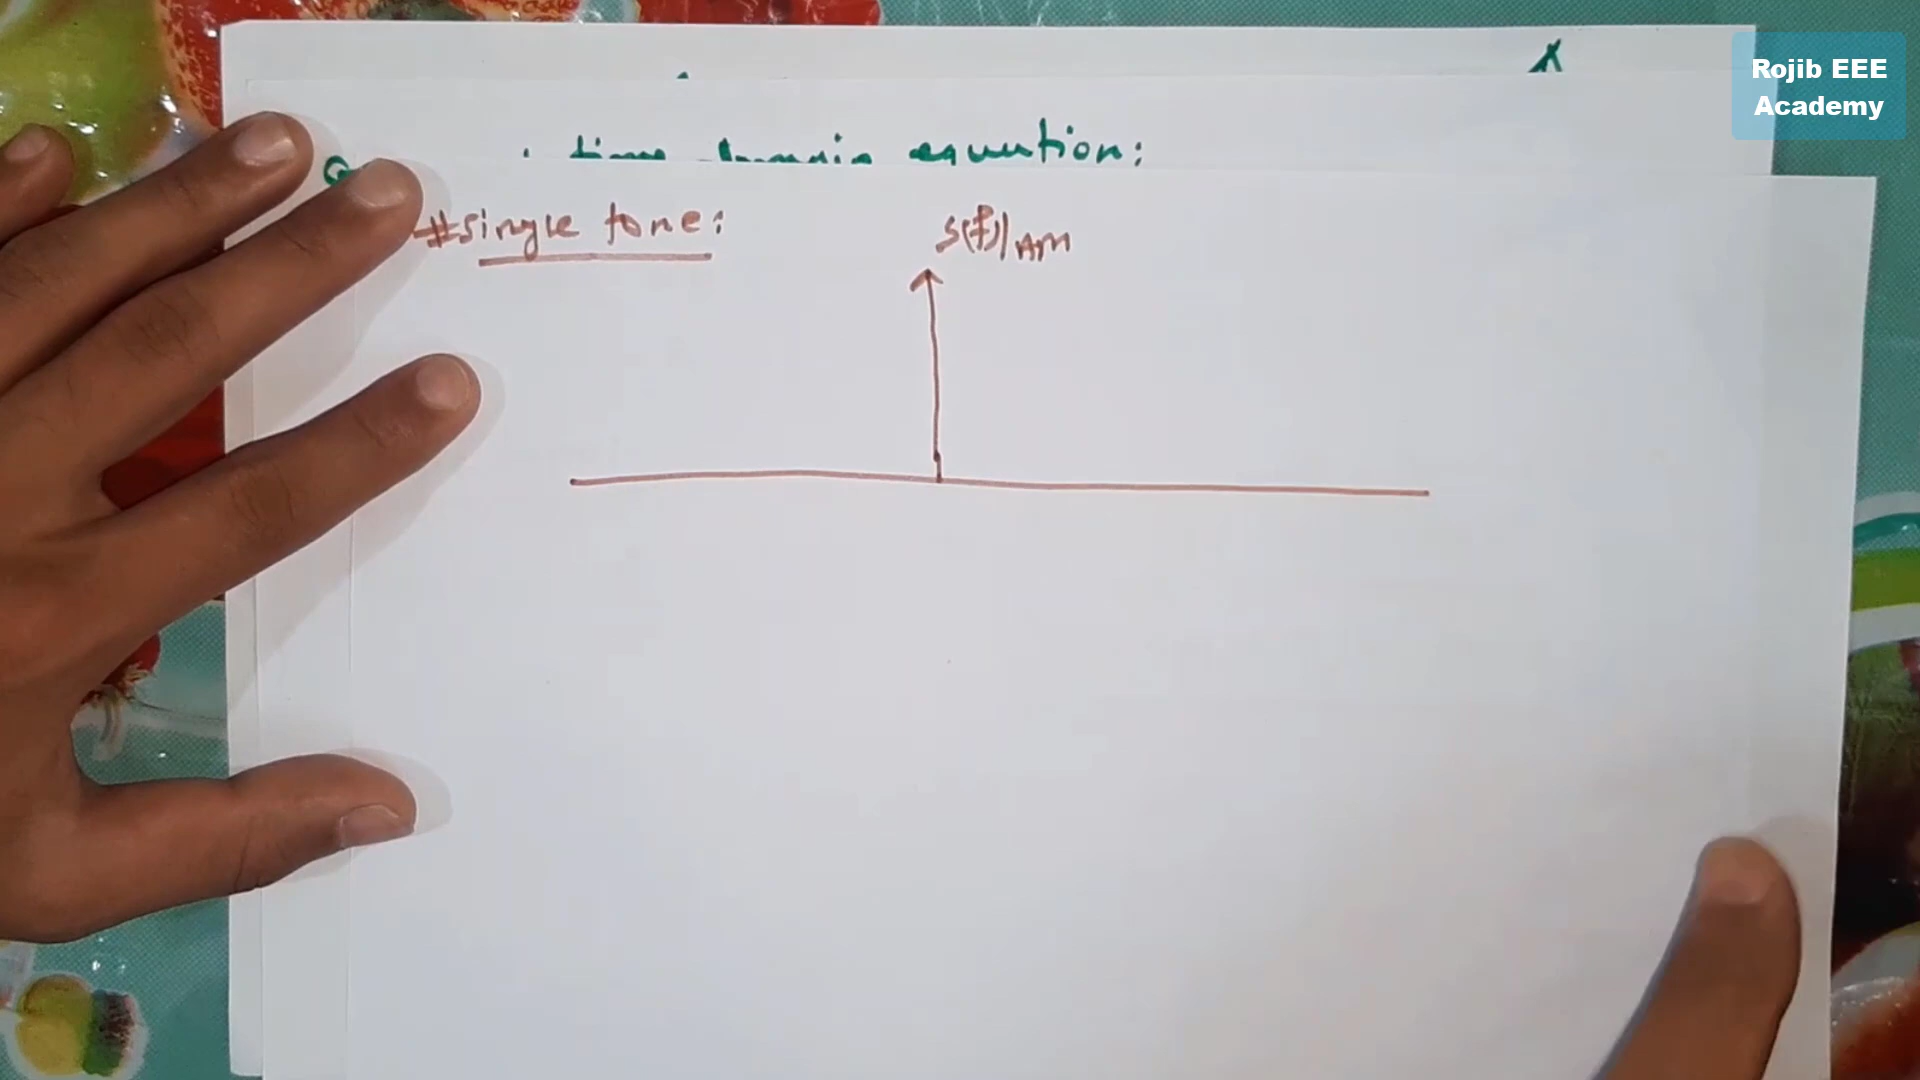 Rojib EEE
Academy
time domain equation:
#single tone:
s(f)|AM